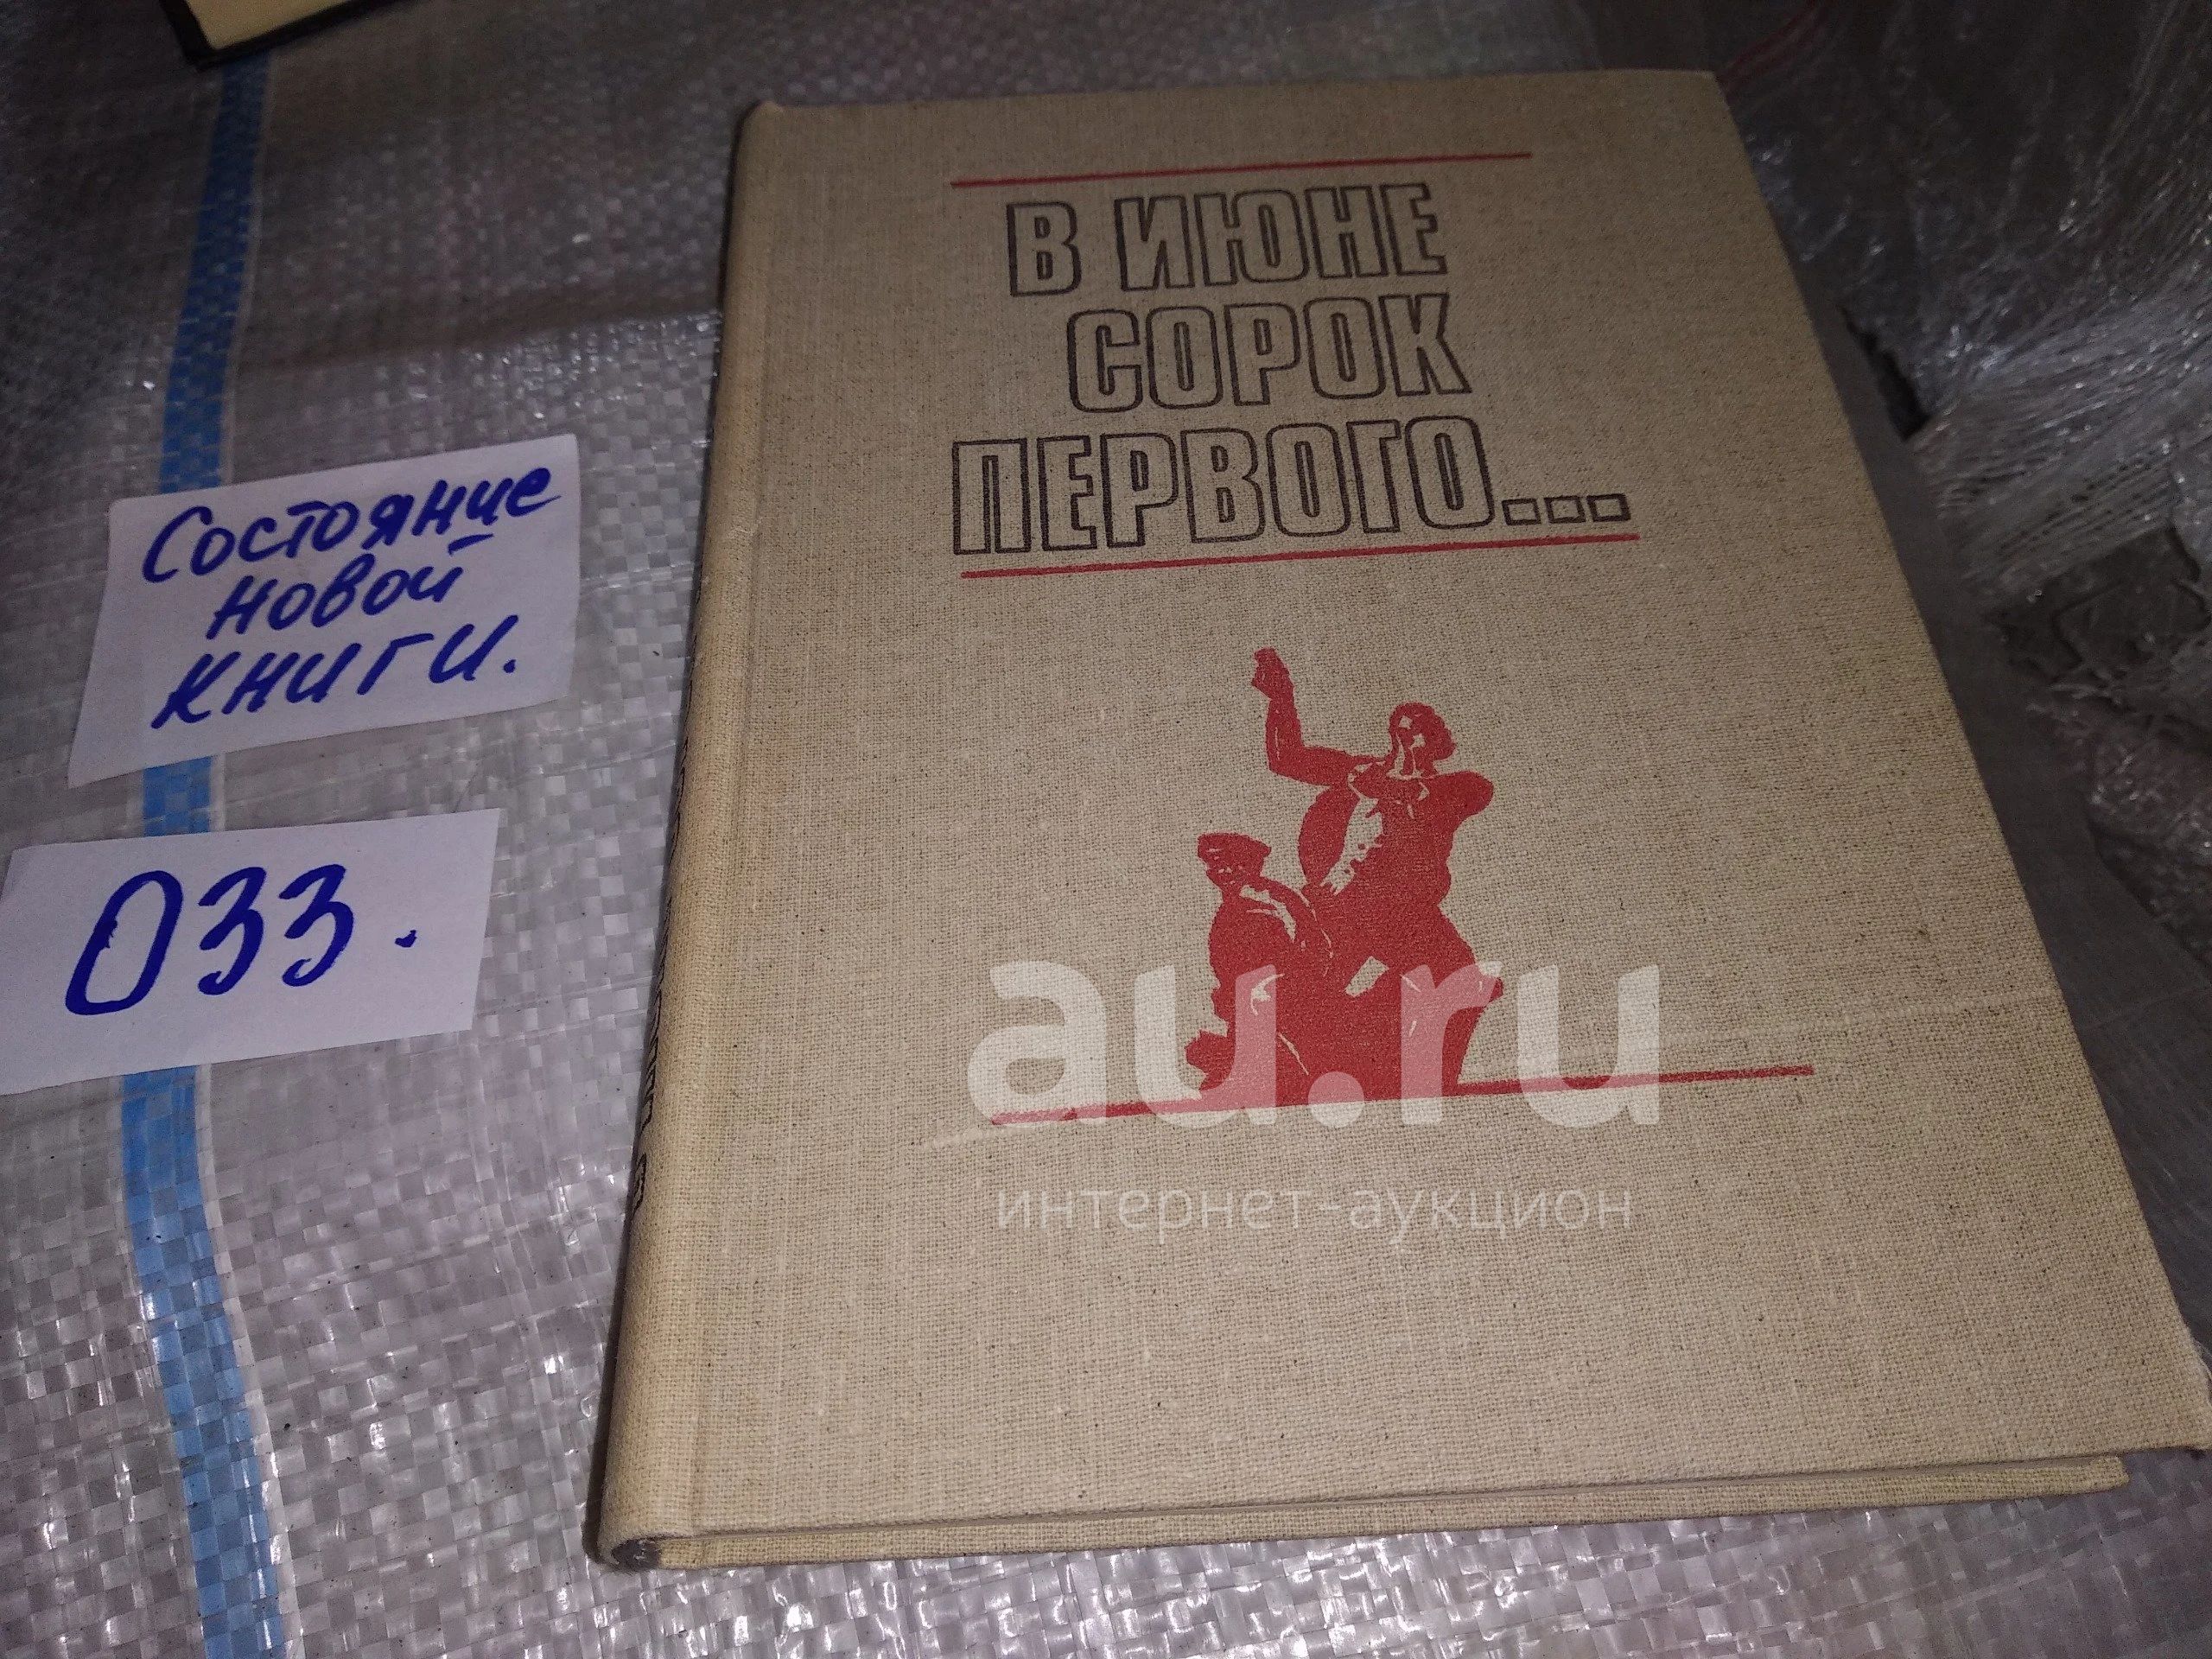 В ИЮНЕ
СОРОК
ПЕРВОГО...
Состояние
новой
книги.
033.
au.ru
интернет-аукцион